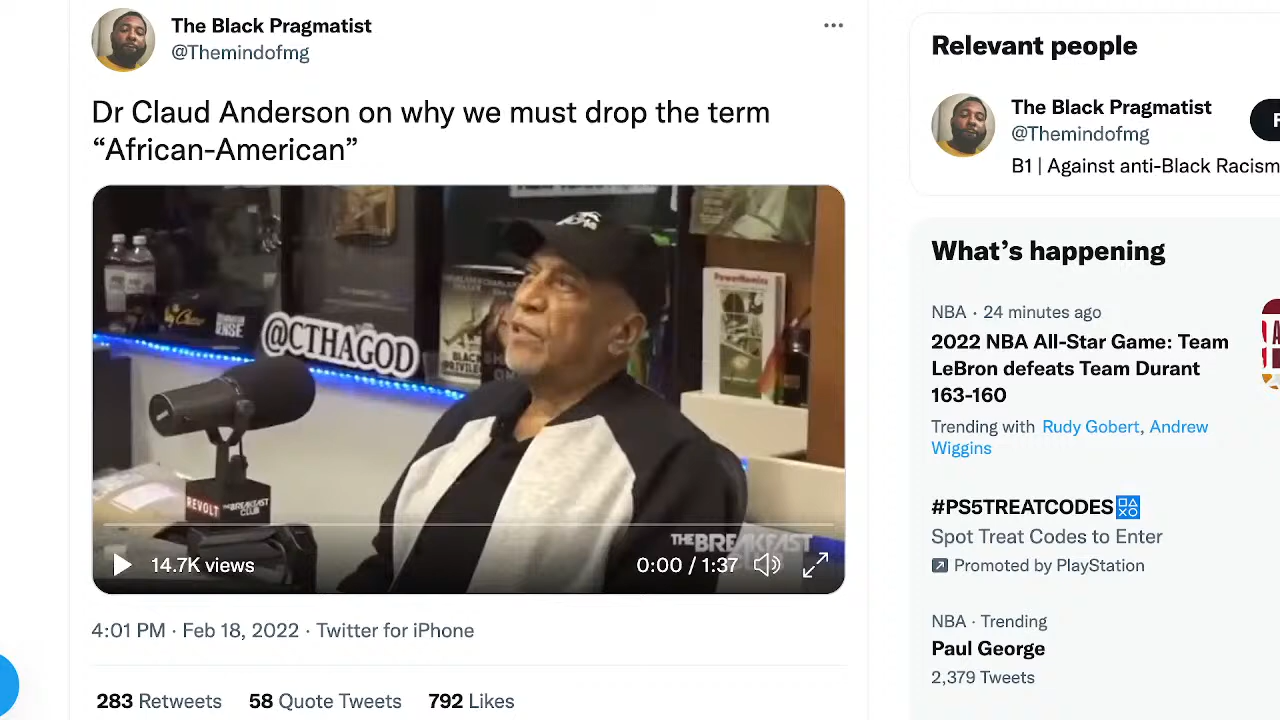 The Black Pragmatist
@Themindofmg
Dr Claud Anderson on why we must drop the term
“African-American”
@CTHAGOD
PowerNomics
BLACK
PRIVILEGE
REVOLT
THE BREAKFAST
CLUB
THE BREAKFAST
14.7K views
0:00 / 1:37
4:01 PM · Feb 18, 2022 · Twitter for iPhone
283 Retweets 58 Quote Tweets 792 Likes
Relevant people
The Black Pragmatist
@Themindofmg
B1 | Against anti-Black Racism
What’s happening
NBA · 24 minutes ago
2022 NBA All-Star Game: Team
LeBron defeats Team Durant
163-160
Trending with Rudy Gobert, Andrew
Wiggins
#PS5TREATCODES
Spot Treat Codes to Enter
Promoted by PlayStation
NBA · Trending
Paul George
2,379 Tweets